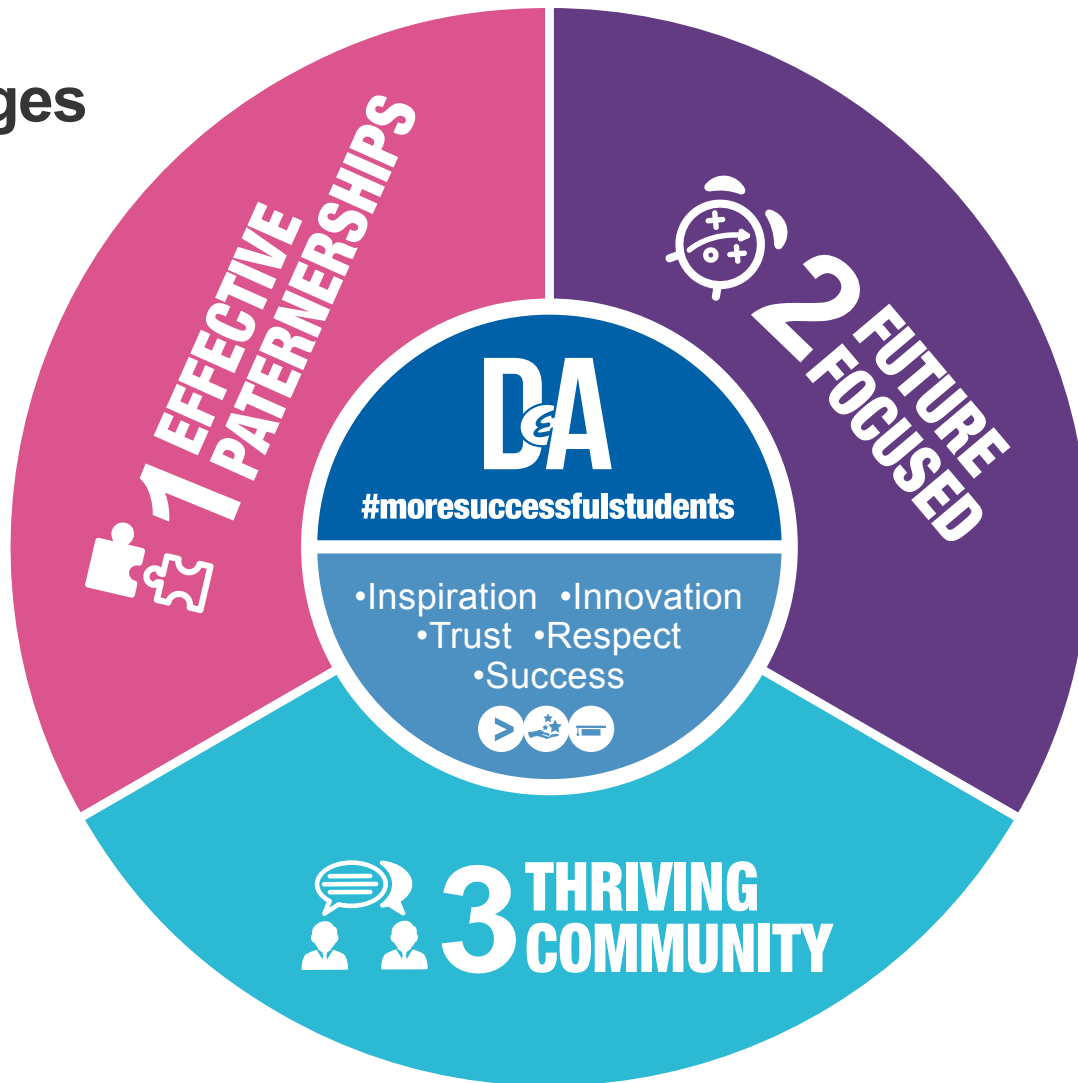 ges
1 EFFECTIVE
PATERNERSHIPS
2 FUTURE
FOCUSED
D&A
#moresuccessfulstudents
•Inspiration •Innovation
•Trust •Respect
•Success
3 THRIVING
COMMUNITY